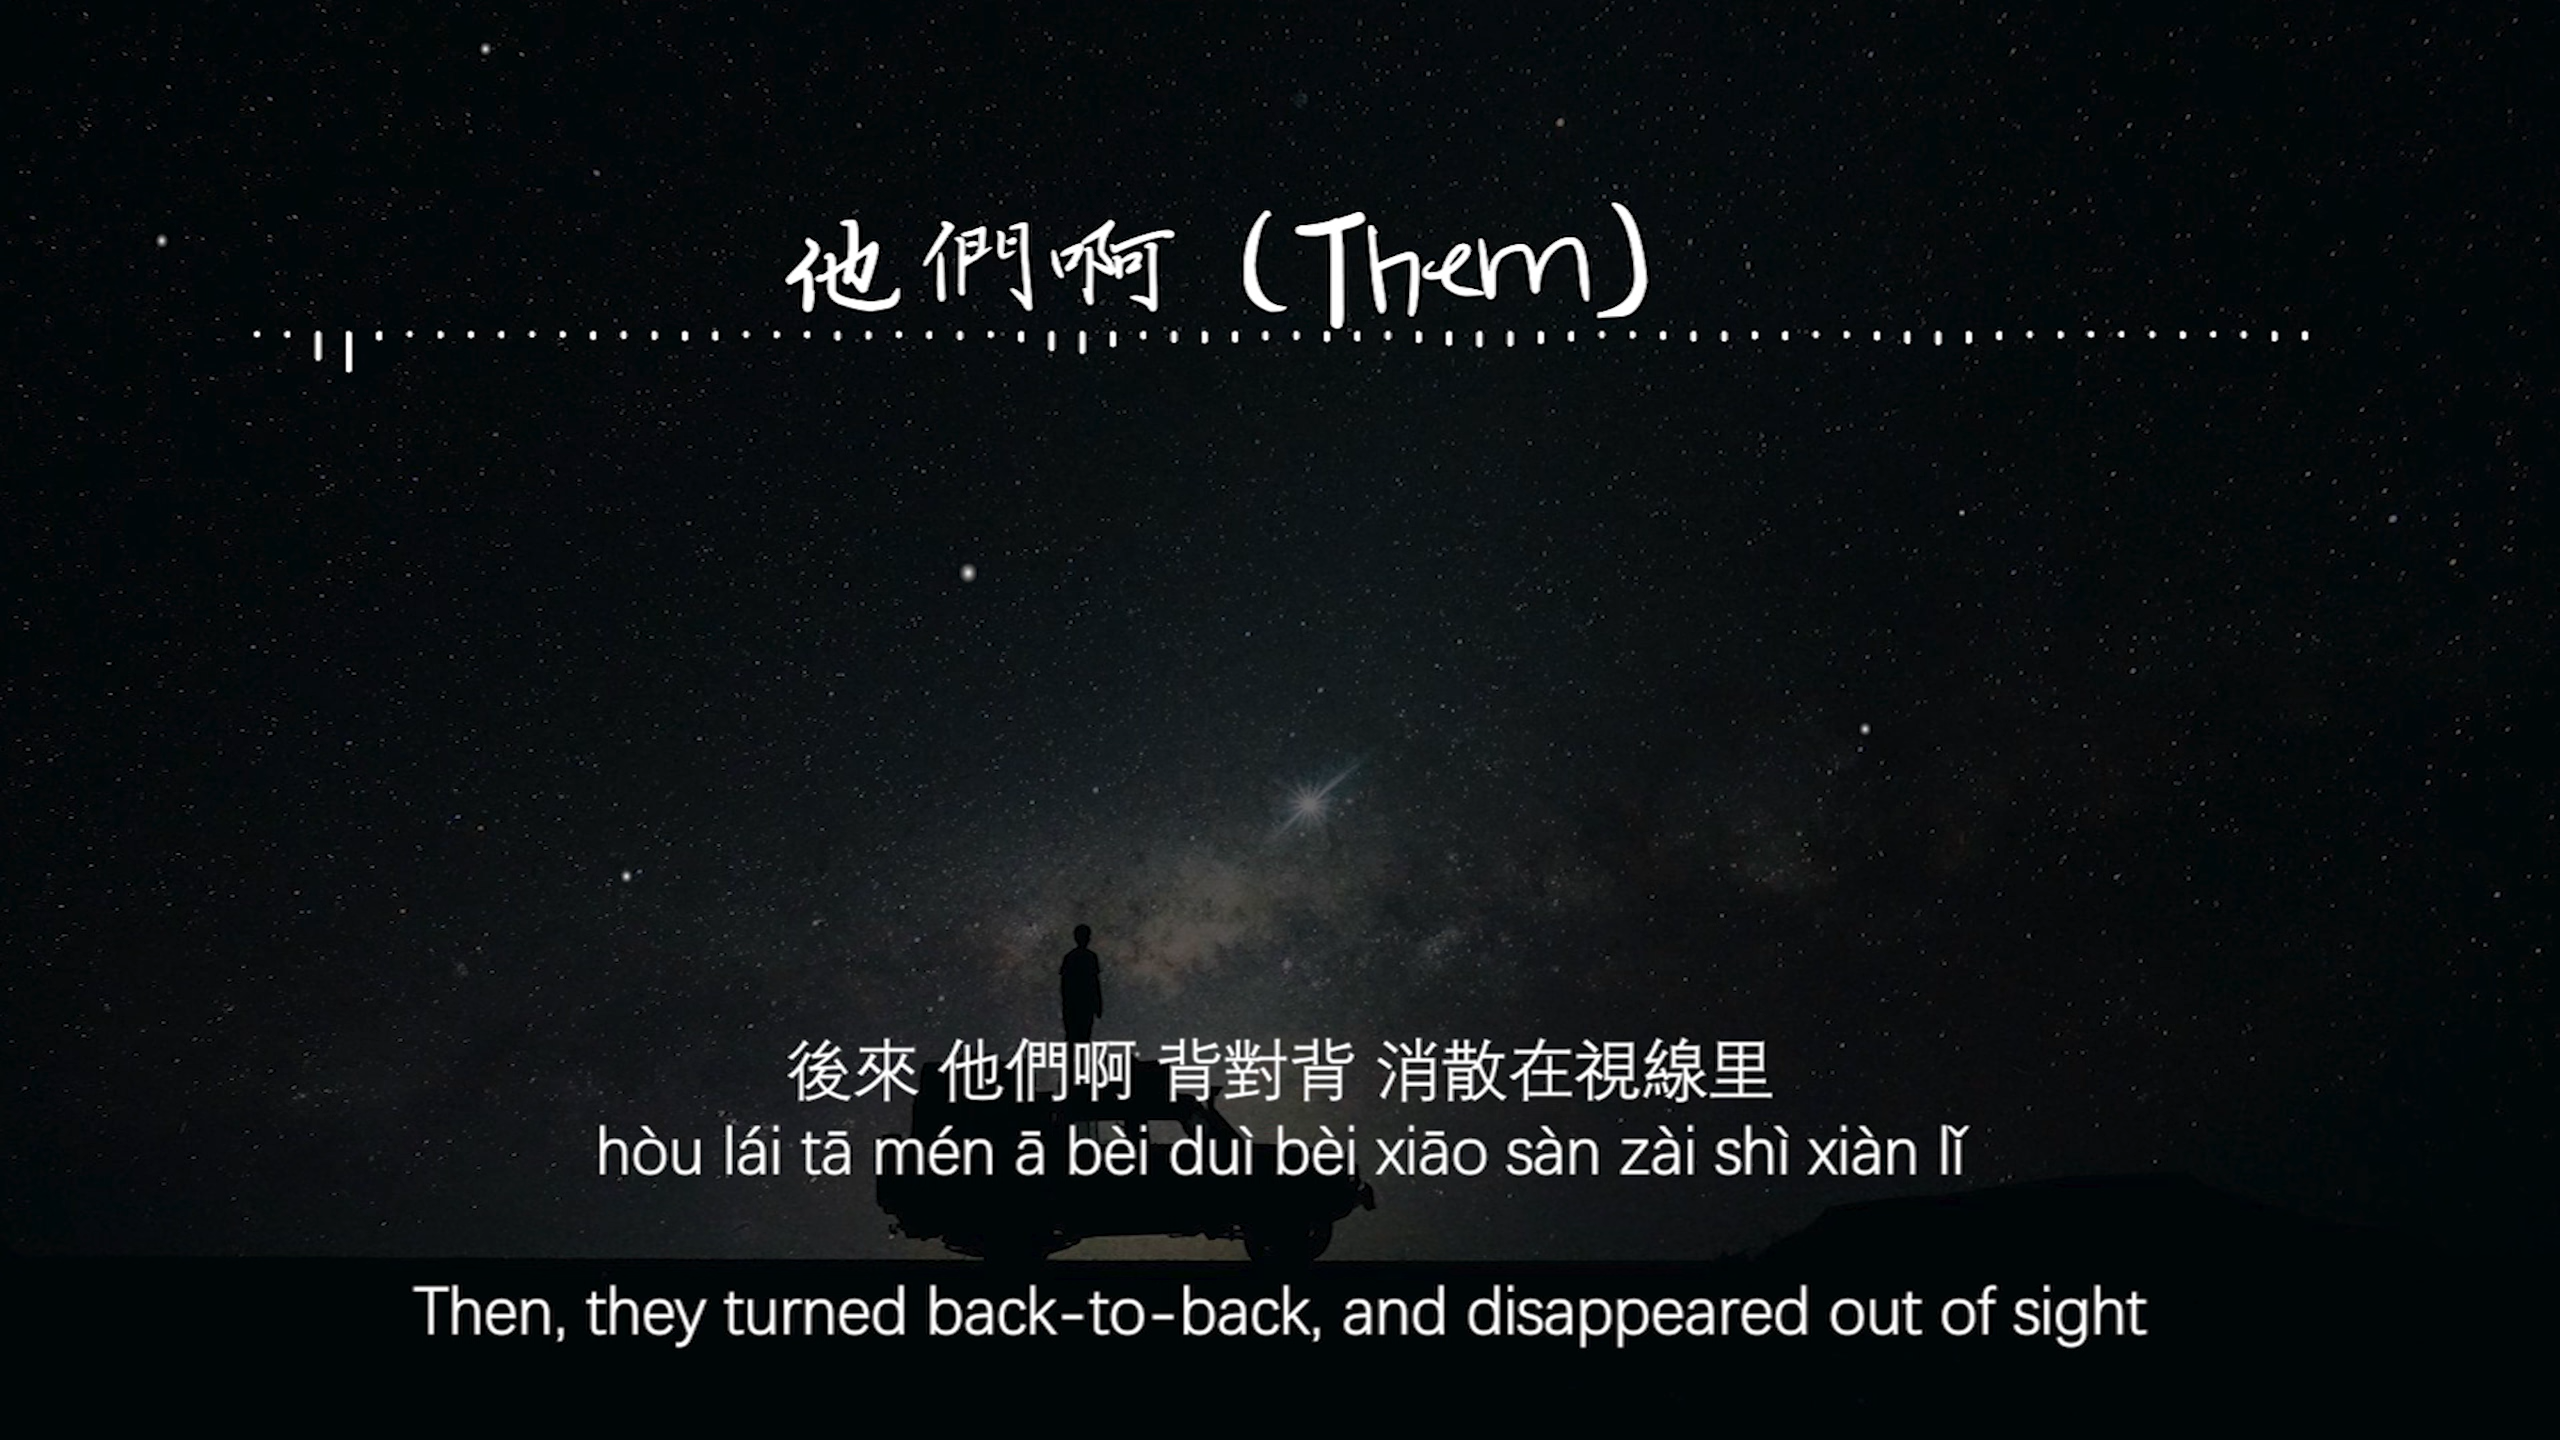 他們啊 (Them)
後來 他們啊 背對背 消散在視線里
hòu lái tā mén ā bèi duì bèi xiāo sàn zài shì xiàn lǐ
Then, they turned back-to-back, and disappeared out of sight